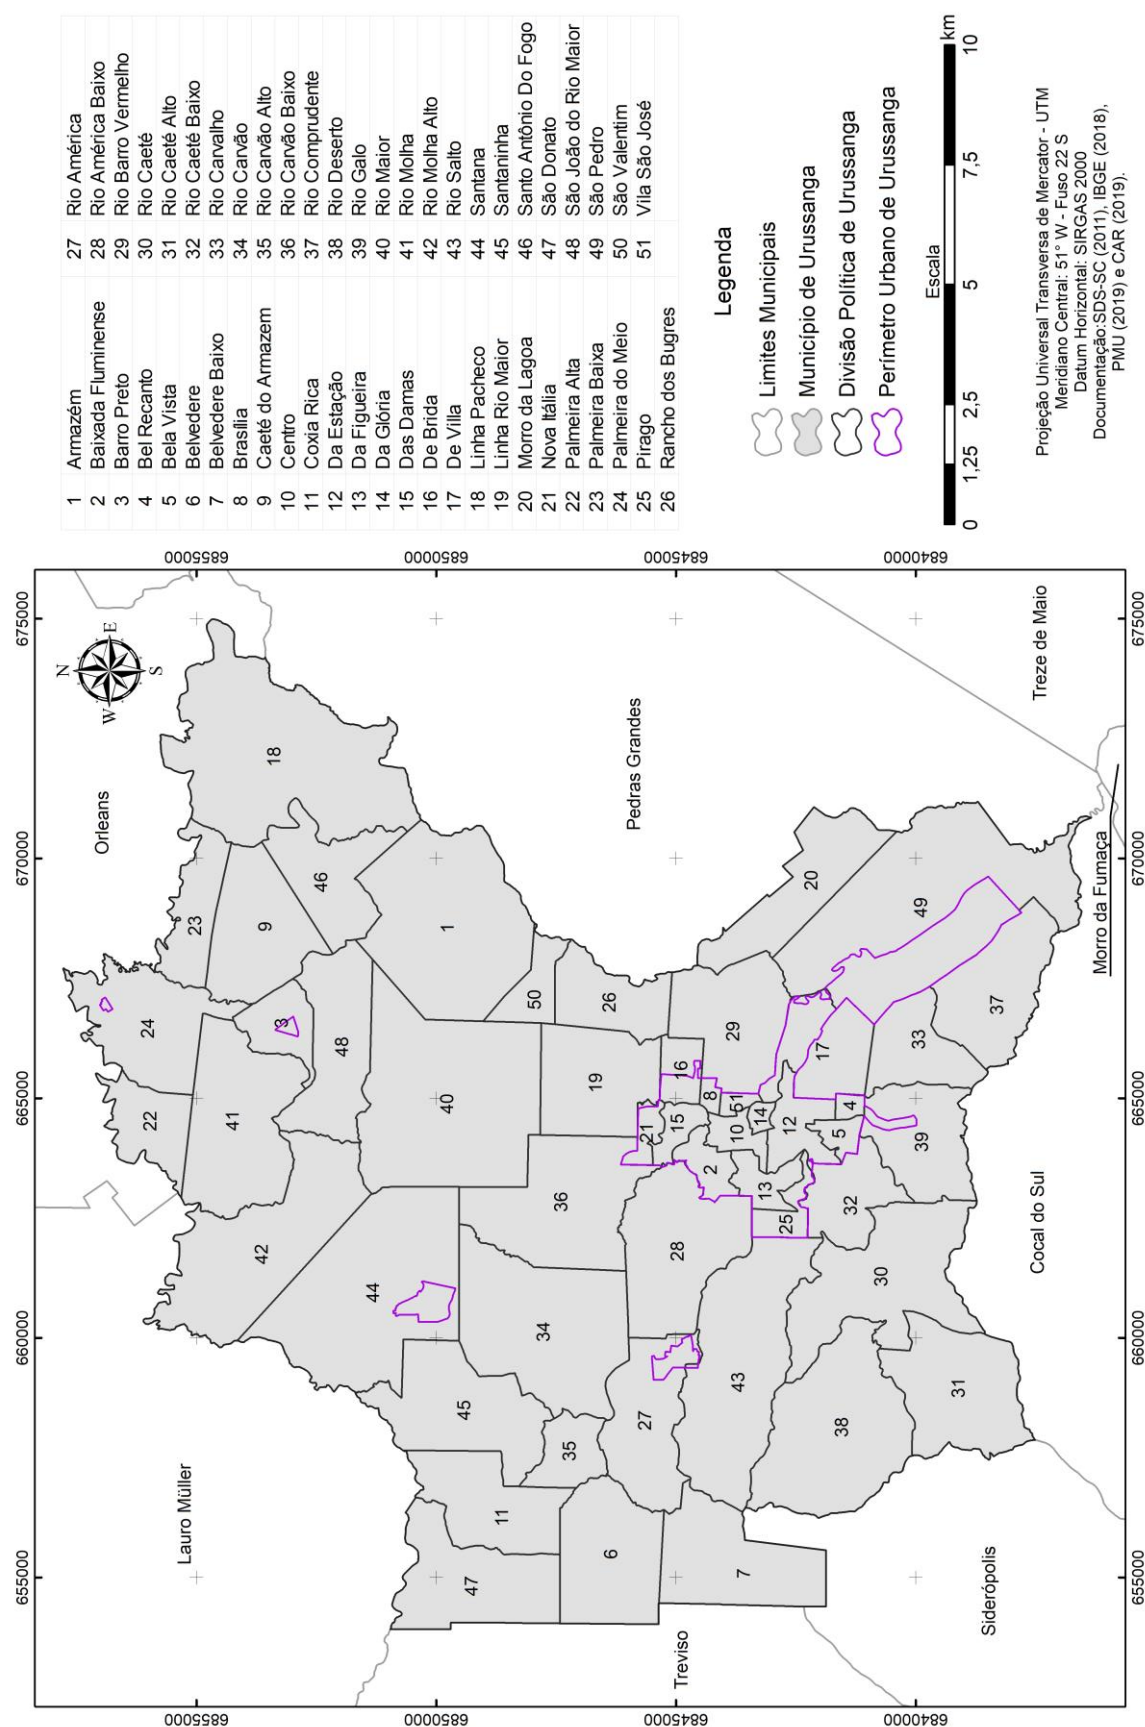 655000
660000
665000
670000
675000
6855000
6850000
6845000
6840000
6855000
6850000
6845000
6840000
655000
660000
665000
670000
675000
N
W
E
S
Orleans
Lauro Müller
Treviso
Siderópolis
Cocal do Sul
Morro da Fumaça
Treze de Maio
Pedras Grandes
18
23
24
22
9
46
3
41
48
1
42
44
40
50
26
19
45
36
34
35
27
11
47
6
7
28
43
38
31
30
32
39
33
37
49
20
29
16
21
15
8
51
10
14
2
13
25
12
5
4
17
1 Armazém
2 Baixada Fluminense
3 Barro Preto
4 Bel Recanto
5 Bela Vista
6 Belvedere
7 Belvedere Baixo
8 Brasília
9 Caeté do Armazem
10 Centro
11 Coxia Rica
12 Da Estação
13 Da Figueira
14 Da Glória
15 Das Damas
16 De Brida
17 De Villa
18 Linha Pacheco
19 Linha Rio Maior
20 Morro da Lagoa
21 Nova Itália
22 Palmeira Alta
23 Palmeira Baixa
24 Palmeira do Meio
25 Pirago
26 Rancho dos Bugres
27 Rio América
28 Rio América Baixo
29 Rio Barro Vermelho
30 Rio Caeté
31 Rio Caeté Alto
32 Rio Caeté Baixo
33 Rio Carvalho
34 Rio Carvão
35 Rio Carvão Alto
36 Rio Carvão Baixo
37 Rio Comprudente
38 Rio Deserto
39 Rio Galo
40 Rio Maior
41 Rio Molha
42 Rio Molha Alto
43 Rio Salto
44 Santana
45 Santaninha
46 Santo Antônio Do Fogo
47 São Donato
48 São João do Rio Maior
49 São Pedro
50 São Valentim
51 Vila São José
Legenda
Limites Municipais
Município de Urussanga
Divisão Política de Urussanga
Perímetro Urbano de Urussanga
Escala
0 1,25 2,5 5 7,5 10 km
Projeção Universal Transversa de Mercator - UTM
Meridiano Central: 51° W - Fuso 22 S
Datum Horizontal: SIRGAS 2000
Documentação:SDS-SC (2011), IBGE (2018),
PMU (2019) e CAR (2019).